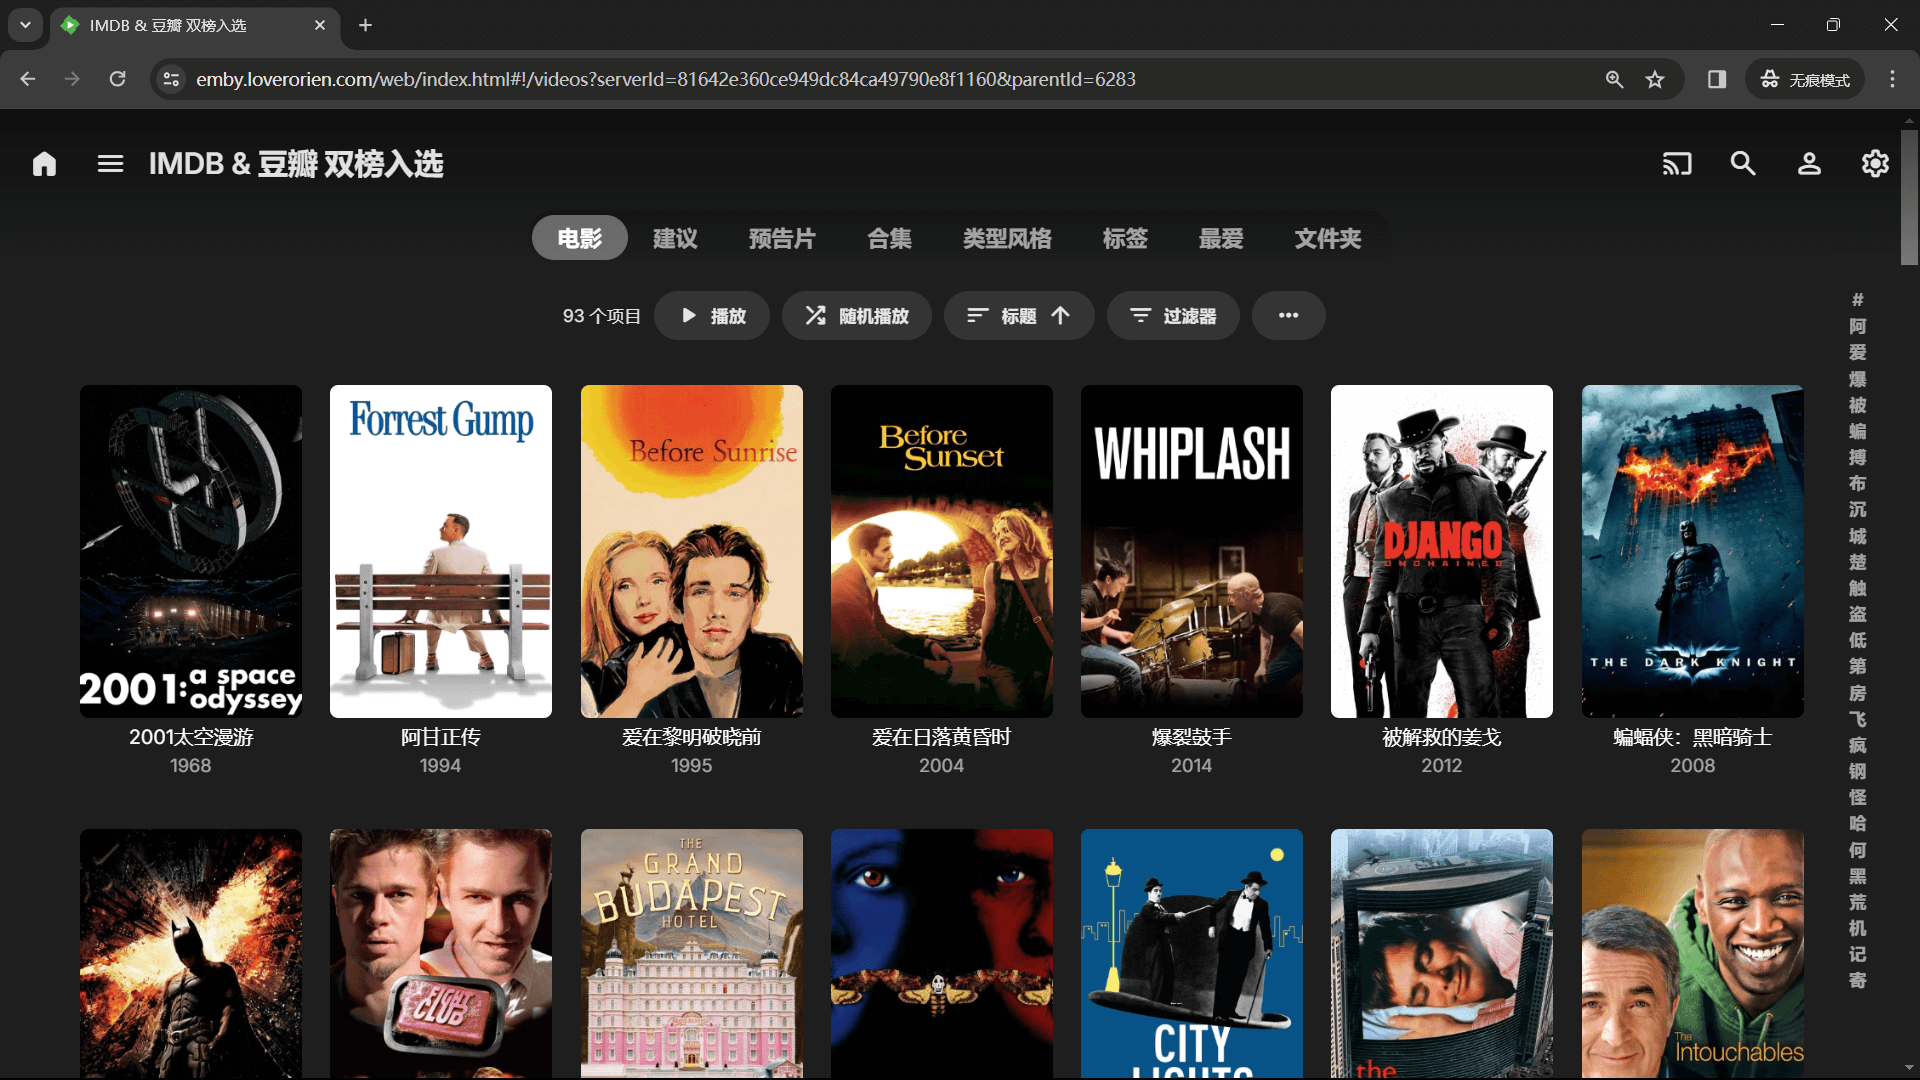 IMDB & 豆瓣 双榜入选
emby.loverorien.com/web/index.html#!/videos?serverId=81642e360ce949dc84ca49790e8f1160&parentId=6283
无痕模式
IMDB & 豆瓣 双榜入选
电影 建议 预告片 合集 类型风格 标签 最爱 文件夹
93 个项目 播放 随机播放 标题 过滤器
#
阿
爱
爆
被
蝙
搏
布
沉
城
楚
触
盗
低
第
房
飞
疯
钢
怪
哈
何
黑
荒
机
记
寄
2001: a space odyssey
2001太空漫游
1968
Forrest Gump
阿甘正传
1994
Before Sunrise
爱在黎明破晓前
1995
Before
Sunset
爱在日落黄昏时
2004
WHIPLASH
爆裂鼓手
2014
DJANGO
UNCHAINED
被解救的姜戈
2012
THE DARK KNIGHT
蝙蝠侠：黑暗骑士
2008
FIGHT
CLUB
THE
GRAND
BUDAPEST
HOTEL
CITY
LIGHTS
the
The
Intouchables